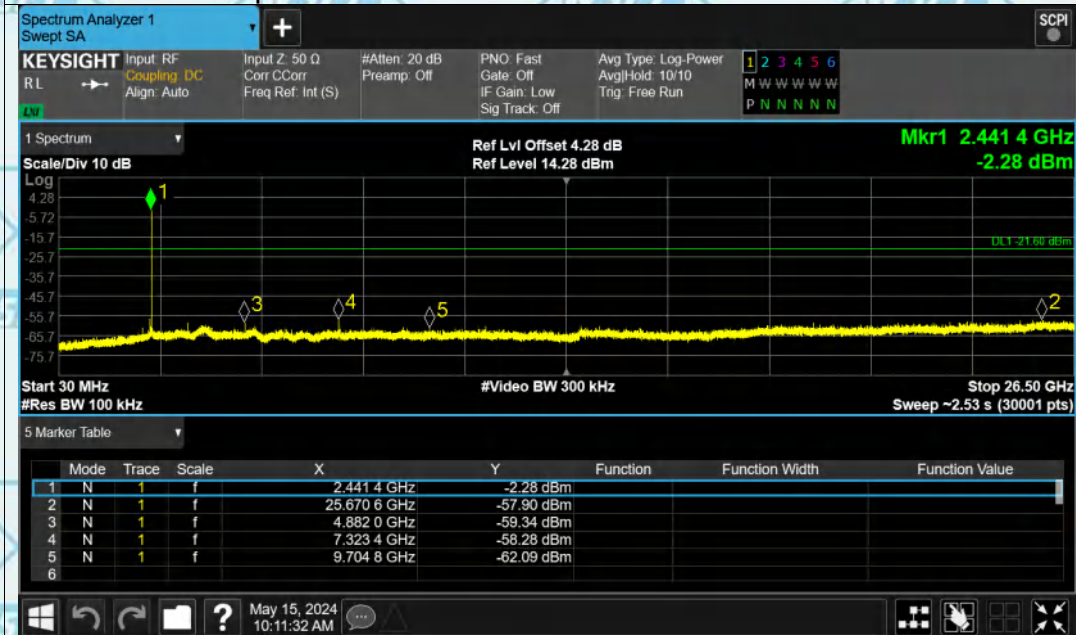 Spectrum Analyzer 1
Swept SA
+
SCPI
KEYSIGHT
RL
LXI
Input: RF
Coupling: DC
Align: Auto
Input Z: 50 Ω
Corr CCorr
Freq Ref: Int (S)
#Atten: 20 dB
Preamp: Off
PNO: Fast
Gate: Off
IF Gain: Low
Sig Track: Off
Avg Type: Log-Power
Avg|Hold: 10/10
Trig: Free Run
1 2 3 4 5 6
M W W W W W
P N N N N N
1 Spectrum
Scale/Div 10 dB
Ref Lvl Offset 4.28 dB
Ref Level 14.28 dBm
Mkr1 2.441 4 GHz
-2.28 dBm
Log
4.28
-5.72
-15.7
-25.7
-35.7
-45.7
-55.7
-65.7
-75.7
1
DL1 -21.60 dBm
3
4
5
2
Start 30 MHz
#Video BW 300 kHz
Stop 26.50 GHz
#Res BW 100 kHz
Sweep ~2.53 s (30001 pts)
5 Marker Table
Mode Trace Scale X Y Function Function Width Function Value
1 N 1 f 2.441 4 GHz -2.28 dBm
2 N 1 f 25.670 6 GHz -57.90 dBm
3 N 1 f 4.882 0 GHz -59.34 dBm
4 N 1 f 7.323 4 GHz -58.28 dBm
5 N 1 f 9.704 8 GHz -62.09 dBm
6
?
May 15, 2024
10:11:32 AM